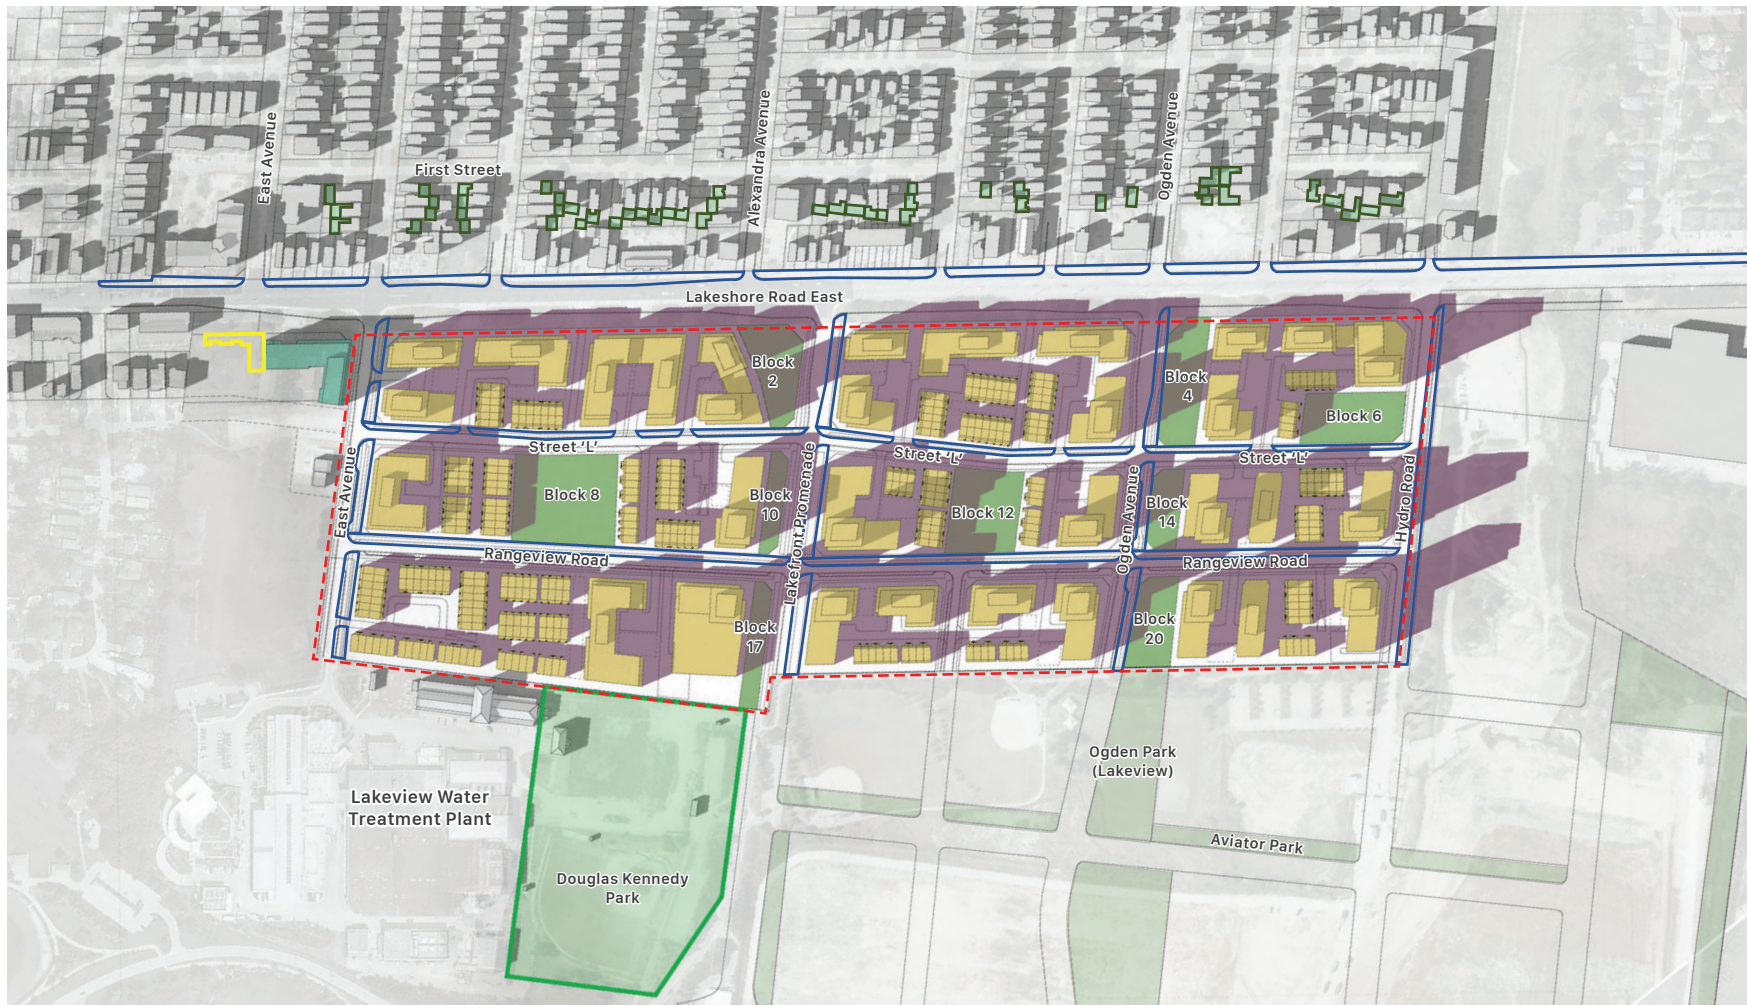 East Avenue
First Street
Alexandra Avenue
Ogden Avenue
Lakeshore Road East
Block
2
Block
4
Block 6
Street ‘L’
Street ‘L’
Street ‘L’
East Avenue
Block 8
Block
10
Lakefront Promenade
Block 12
Ogden Avenue
Block
14
Hydro Road
Rangeview Road
Rangeview Road
Block
17
Block
20
Ogden Park
(Lakeview)
Lakeview Water
Treatment Plant
Aviator Park
Douglas Kennedy
Park